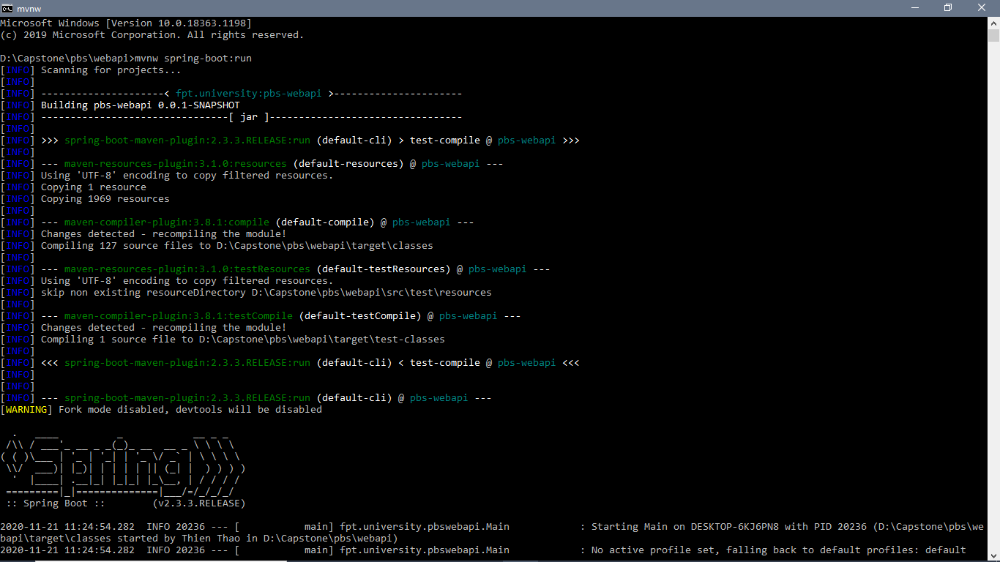 mvnw
Microsoft Windows [Version 10.0.18363.1198]
(c) 2019 Microsoft Corporation. All rights reserved.
D:\Capstone\pbs\webapi>mvnw spring-boot:run
[INFO] Scanning for projects...
[INFO]
[INFO] ---------------------< fpt.university:pbs-webapi >----------------------
[INFO] Building pbs-webapi 0.0.1-SNAPSHOT
[INFO] --------------------------------[ jar ]---------------------------------
[INFO]
[INFO] >>> spring-boot-maven-plugin:2.3.3.RELEASE:run (default-cli) > test-compile @ pbs-webapi >>>
[INFO]
[INFO] --- maven-resources-plugin:3.1.0:resources (default-resources) @ pbs-webapi ---
[INFO] Using 'UTF-8' encoding to copy filtered resources.
[INFO] Copying 1 resource
[INFO] Copying 1969 resources
[INFO]
[INFO] --- maven-compiler-plugin:3.8.1:compile (default-compile) @ pbs-webapi ---
[INFO] Changes detected - recompiling the module!
[INFO] Compiling 127 source files to D:\Capstone\pbs\webapi\target\classes
[INFO]
[INFO] --- maven-resources-plugin:3.1.0:testResources (default-testResources) @ pbs-webapi ---
[INFO] Using 'UTF-8' encoding to copy filtered resources.
[INFO] skip non existing resourceDirectory D:\Capstone\pbs\webapi\src\test\resources
[INFO]
[INFO] --- maven-compiler-plugin:3.8.1:testCompile (default-testCompile) @ pbs-webapi ---
[INFO] Changes detected - recompiling the module!
[INFO] Compiling 1 source file to D:\Capstone\pbs\webapi\target\test-classes
[INFO]
[INFO] <<< spring-boot-maven-plugin:2.3.3.RELEASE:run (default-cli) < test-compile @ pbs-webapi <<<
[INFO]
[INFO]
[INFO] --- spring-boot-maven-plugin:2.3.3.RELEASE:run (default-cli) @ pbs-webapi ---
[WARNING] Fork mode disabled, devtools will be disabled
  .   ____          _            __ _ _
 /\\ / ___'_ __ _ _(_)_ __  __ _ \ \ \ \
( ( )\___ | '_ | '_| | '_ \/ _` | \ \ \ \
 \\/  ___)| |_)| | | | | || (_| |  ) ) ) )
  '  |____| .__|_| |_|_| |_\__, | / / / /
 =========|_|==============|___/=/_/_/_/
 :: Spring Boot ::        (v2.3.3.RELEASE)
2020-11-21 11:24:54.282  INFO 20236 --- [           main] fpt.university.pbswebapi.Main            : Starting Main on DESKTOP-6KJ6PN8 with PID 20236 (D:\Capstone\pbs\we
bapi\target\classes started by Thien Thao in D:\Capstone\pbs\webapi)
2020-11-21 11:24:54.282  INFO 20236 --- [           main] fpt.university.pbswebapi.Main            : No active profile set, falling back to default profiles: default